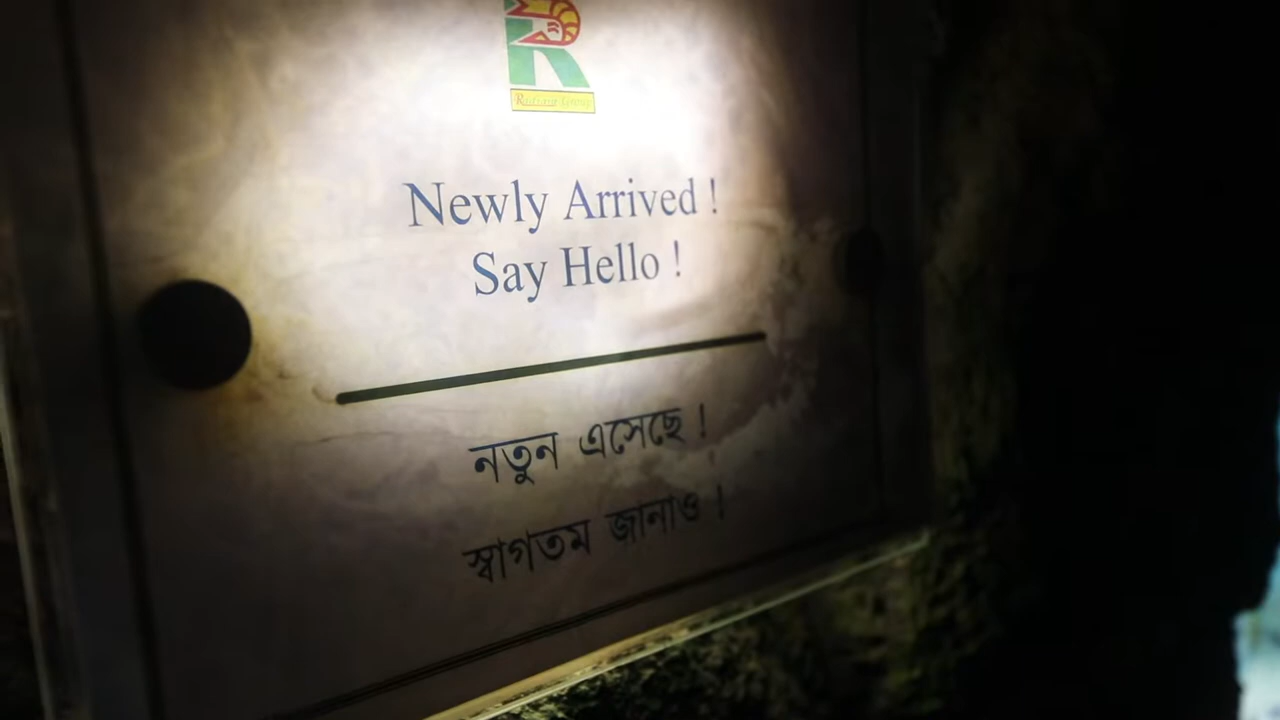 R
Newly Arrived !
Say Hello !
নতুন এসেছে !
স্বাগতম জানাও !